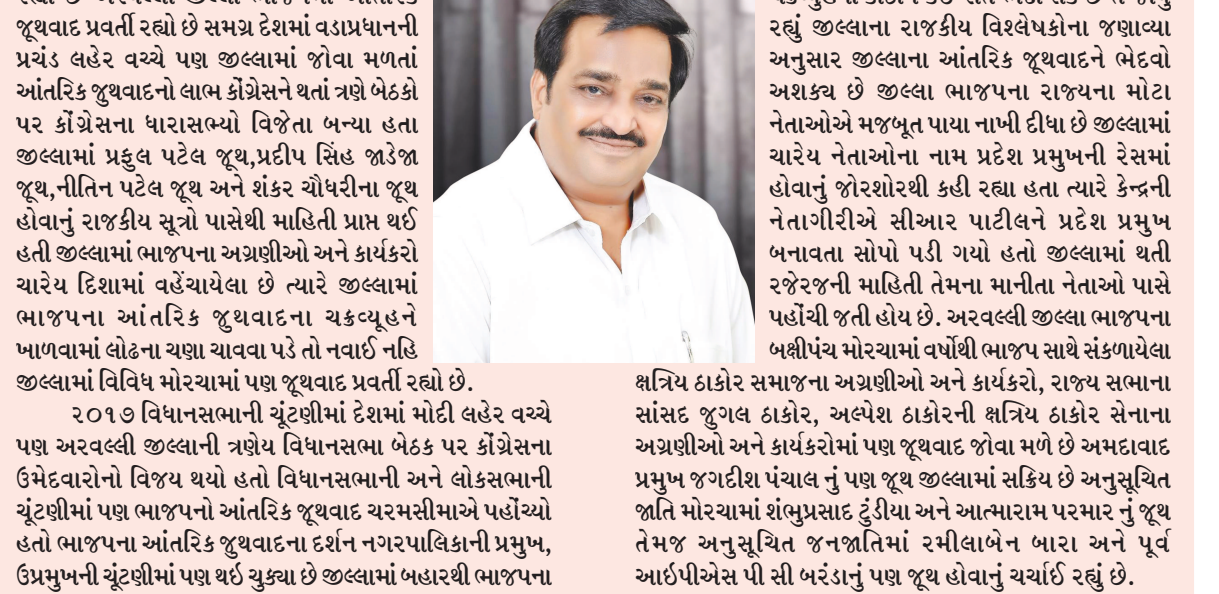 જૂથવાદ પ્રવર્તી રહ્યો છે સમગ્ર દેશમાં વડાપ્રધાનની
પ્રચંડ લહેર વચ્ચે પણ જીલ્લામાં જોવા મળતાં
આંતરિક જુથવાદનો લાભ કોંગ્રેસને થતાં ત્રણે બેઠકો
પર કોંગ્રેસના ધારાસભ્યો વિજેતા બન્યા હતા
જીલ્લામાં પ્રફુલ પટેલ જૂથ,પ્રદીપ સિંહ જાડેજા
જૂથ,નીતિન પટેલ જૂથ અને શંકર ચૌધરીના જૂથ
હોવાનું રાજકીય સૂત્રો પાસેથી માહિતી પ્રાપ્ત થઈ
હતી જીલ્લામાં ભાજપના અગ્રણીઓ અને કાર્યકરો
ચારેય દિશામાં વહેંચાયેલા છે ત્યારે જીલ્લામાં
ભાજપના આંતરિક જુથવાદના ચક્રવ્યૂહને
ખાળવામાં લોઢના ચણા ચાવવા પડે તો નવાઈ નહિ
જીલ્લામાં વિવિધ મોરચામાં પણ જૂથવાદ પ્રવર્તી રહ્યો છે.
૨૦૧૭ વિધાનસભાની ચૂંટણીમાં દેશમાં મોદી લહેર વચ્ચે
પણ અરવલ્લી જીલ્લાની ત્રણેય વિધાનસભા બેઠક પર કોંગ્રેસના
ઉમેદવારોનો વિજય થયો હતો વિધાનસભાની અને લોકસભાની
ચૂંટણીમાં પણ ભાજપનો આંતરિક જૂથવાદ ચરમસીમાએ પહોંચ્યો
હતો ભાજપના આંતરિક જુથવાદના દર્શન નગરપાલિકાની પ્રમુખ,
ઉપ્રમુખની ચૂંટણીમાં પણ થઇ ચુક્યા છે જીલ્લામાં બહારથી ભાજપના
રહ્યું જીલ્લાના રાજકીય વિશ્લેષકોના જણાવ્યા
અનુસાર જીલ્લાના આંતરિક જૂથવાદને ભેદવો
અશક્ય છે જીલ્લા ભાજપના રાજ્યના મોટા
નેતાઓએ મજબૂત પાયા નાખી દીધા છે જીલ્લામાં
ચારેય નેતાઓના નામ પ્રદેશ પ્રમુખની રેસમાં
હોવાનું જોરશોરથી કહી રહ્યા હતા ત્યારે કેન્દ્રની
નેતાગીરીએ સીઆર પાટીલને પ્રદેશ પ્રમુખ
બનાવતા સોપો પડી ગયો હતો જીલ્લામાં થતી
રજેરજની માહિતી તેમના માનીતા નેતાઓ પાસે
પહોંચી જતી હોય છે. અરવલ્લી જીલ્લા ભાજપના
બક્ષીપંચ મોરચામાં વર્ષોથી ભાજપ સાથે સંકળાયેલા
ક્ષત્રિય ઠાકોર સમાજના અગ્રણીઓ અને કાર્યકરો, રાજ્ય સભાના
સાંસદ જુગલ ઠાકોર, અલ્પેશ ઠાકોરની ક્ષત્રિય ઠાકોર સેનાના
અગ્રણીઓ અને કાર્યકરોમાં પણ જૂથવાદ જોવા મળે છે અમદાવાદ
પ્રમુખ જગદીશ પંચાલ નું પણ જૂથ જીલ્લામાં સક્રિય છે અનુસૂચિત
જાતિ મોરચામાં શંભુપ્રસાદ ટુંડીયા અને આત્મારામ પરમાર નું જૂથ
તેમજ અનુસૂચિત જનજાતિમાં રમીલાબેન બારા અને પૂર્વ
આઇપીએસ પી સી બરંડાનું પણ જૂથ હોવાનું ચર્ચાઈ રહ્યું છે.